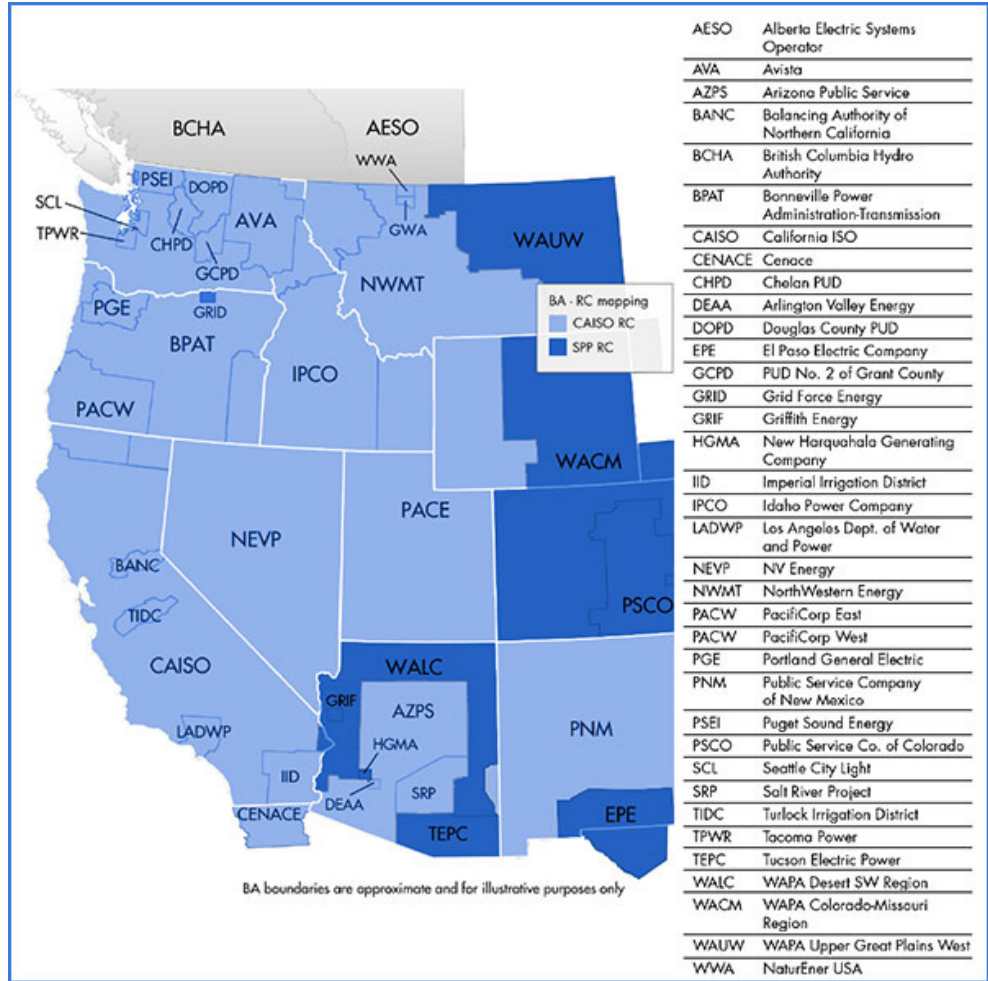 BCHA
AESO
WWA
PSEI
DOPD
SCL
AVA
TPWR
CHPD
GWA
WAUW
GCPD
NWMT
PGE
GRID
BA - RC mapping
CAISO RC
SPP RC
BPAT
IPCO
PACW
WACM
PACE
NEVP
BANC
PSCO
TIDC
CAISO
WALC
GRIF
AZPS
LADWP
HGMA
PNM
IID
DEAA
SRP
CENACE
TEPC
EPE
BA boundaries are approximate and for illustrative purposes only
AESO Alberta Electric Systems
Operator
AVA Avista
AZPS Arizona Public Service
BANC Balancing Authority of
Northern California
BCHA British Columbia Hydro
Authority
BPAT Bonneville Power
Administration-Transmission
CAISO California ISO
CENACE Cenace
CHPD Chelan PUD
DEAA Arlington Valley Energy
DOPD Douglas County PUD
EPE El Paso Electric Company
GCPD PUD No. 2 of Grant County
GRID Grid Force Energy
GRIF Griffith Energy
HGMA New Harquahala Generating
Company
IID Imperial Irrigation District
IPCO Idaho Power Company
LADWP Los Angeles Dept. of Water
and Power
NEVP NV Energy
NWMT NorthWestern Energy
PACW PacifiCorp East
PACW PacifiCorp West
PGE Portland General Electric
PNM Public Service Company
of New Mexico
PSEI Puget Sound Energy
PSCO Public Service Co. of Colorado
SCL Seattle City Light
SRP Salt River Project
TIDC Turlock Irrigation District
TPWR Tacoma Power
TEPC Tucson Electric Power
WALC WAPA Desert SW Region
WACM WAPA Colorado-Missouri
Region
WAUW WAPA Upper Great Plains West
WWA NaturEner USA